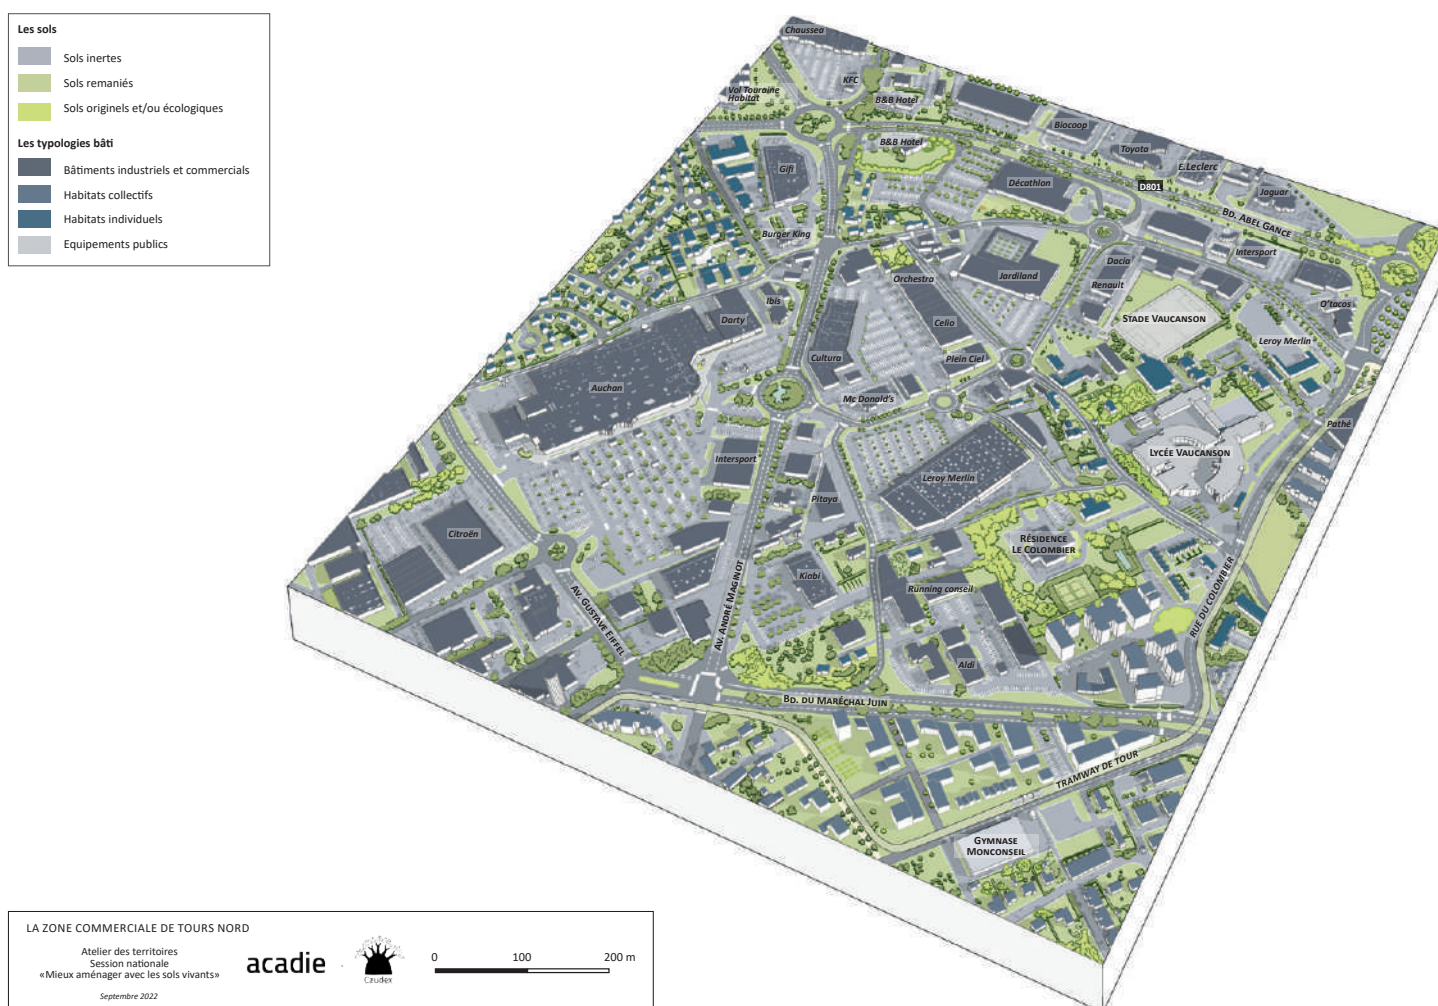 Les sols
Sols inertes
Sols remaniés
Sols originels et/ou écologiques
Les typologies bâti
Bâtiments industriels et commercials
Habitats collectifs
Habitats individuels
Equipements publics
Chaussea
KFC
Vol Touraine
Habitat
B&B Hotel
Biocoop
B&B Hotel
Toyota
E.Leclerc
Gifi
Décathlon
D801
Jaguar
BD. ABEL GANCE
Burger King
Intersport
Orchestra
Jardiland
Dacia
Renault
Ibis
O'tacos
Darty
Celio
STADE VAUCANSON
Leroy Merlin
Cultura
Plein Ciel
Auchan
Mc Donald's
Pathé
Intersport
LYCÉE VAUCANSON
Leroy Merlin
Pitaya
Citroën
RÉSIDENCE
LE COLOMBIER
Kiabi
Running conseil
AV. GUSTAVE EIFFEL
AV. ANDRÉ MAGINOT
RUE DU COLOMBIER
Aldi
BD. DU MARÉCHAL JUIN
TRAMWAY DE TOUR
GYMNASE
MONCONSEIL
LA ZONE COMMERCIALE DE TOURS NORD
Atelier des territoires
Session nationale
«Mieux aménager avec les sols vivants»
Septembre 2022
acadie
Caudex
0 100 200 m